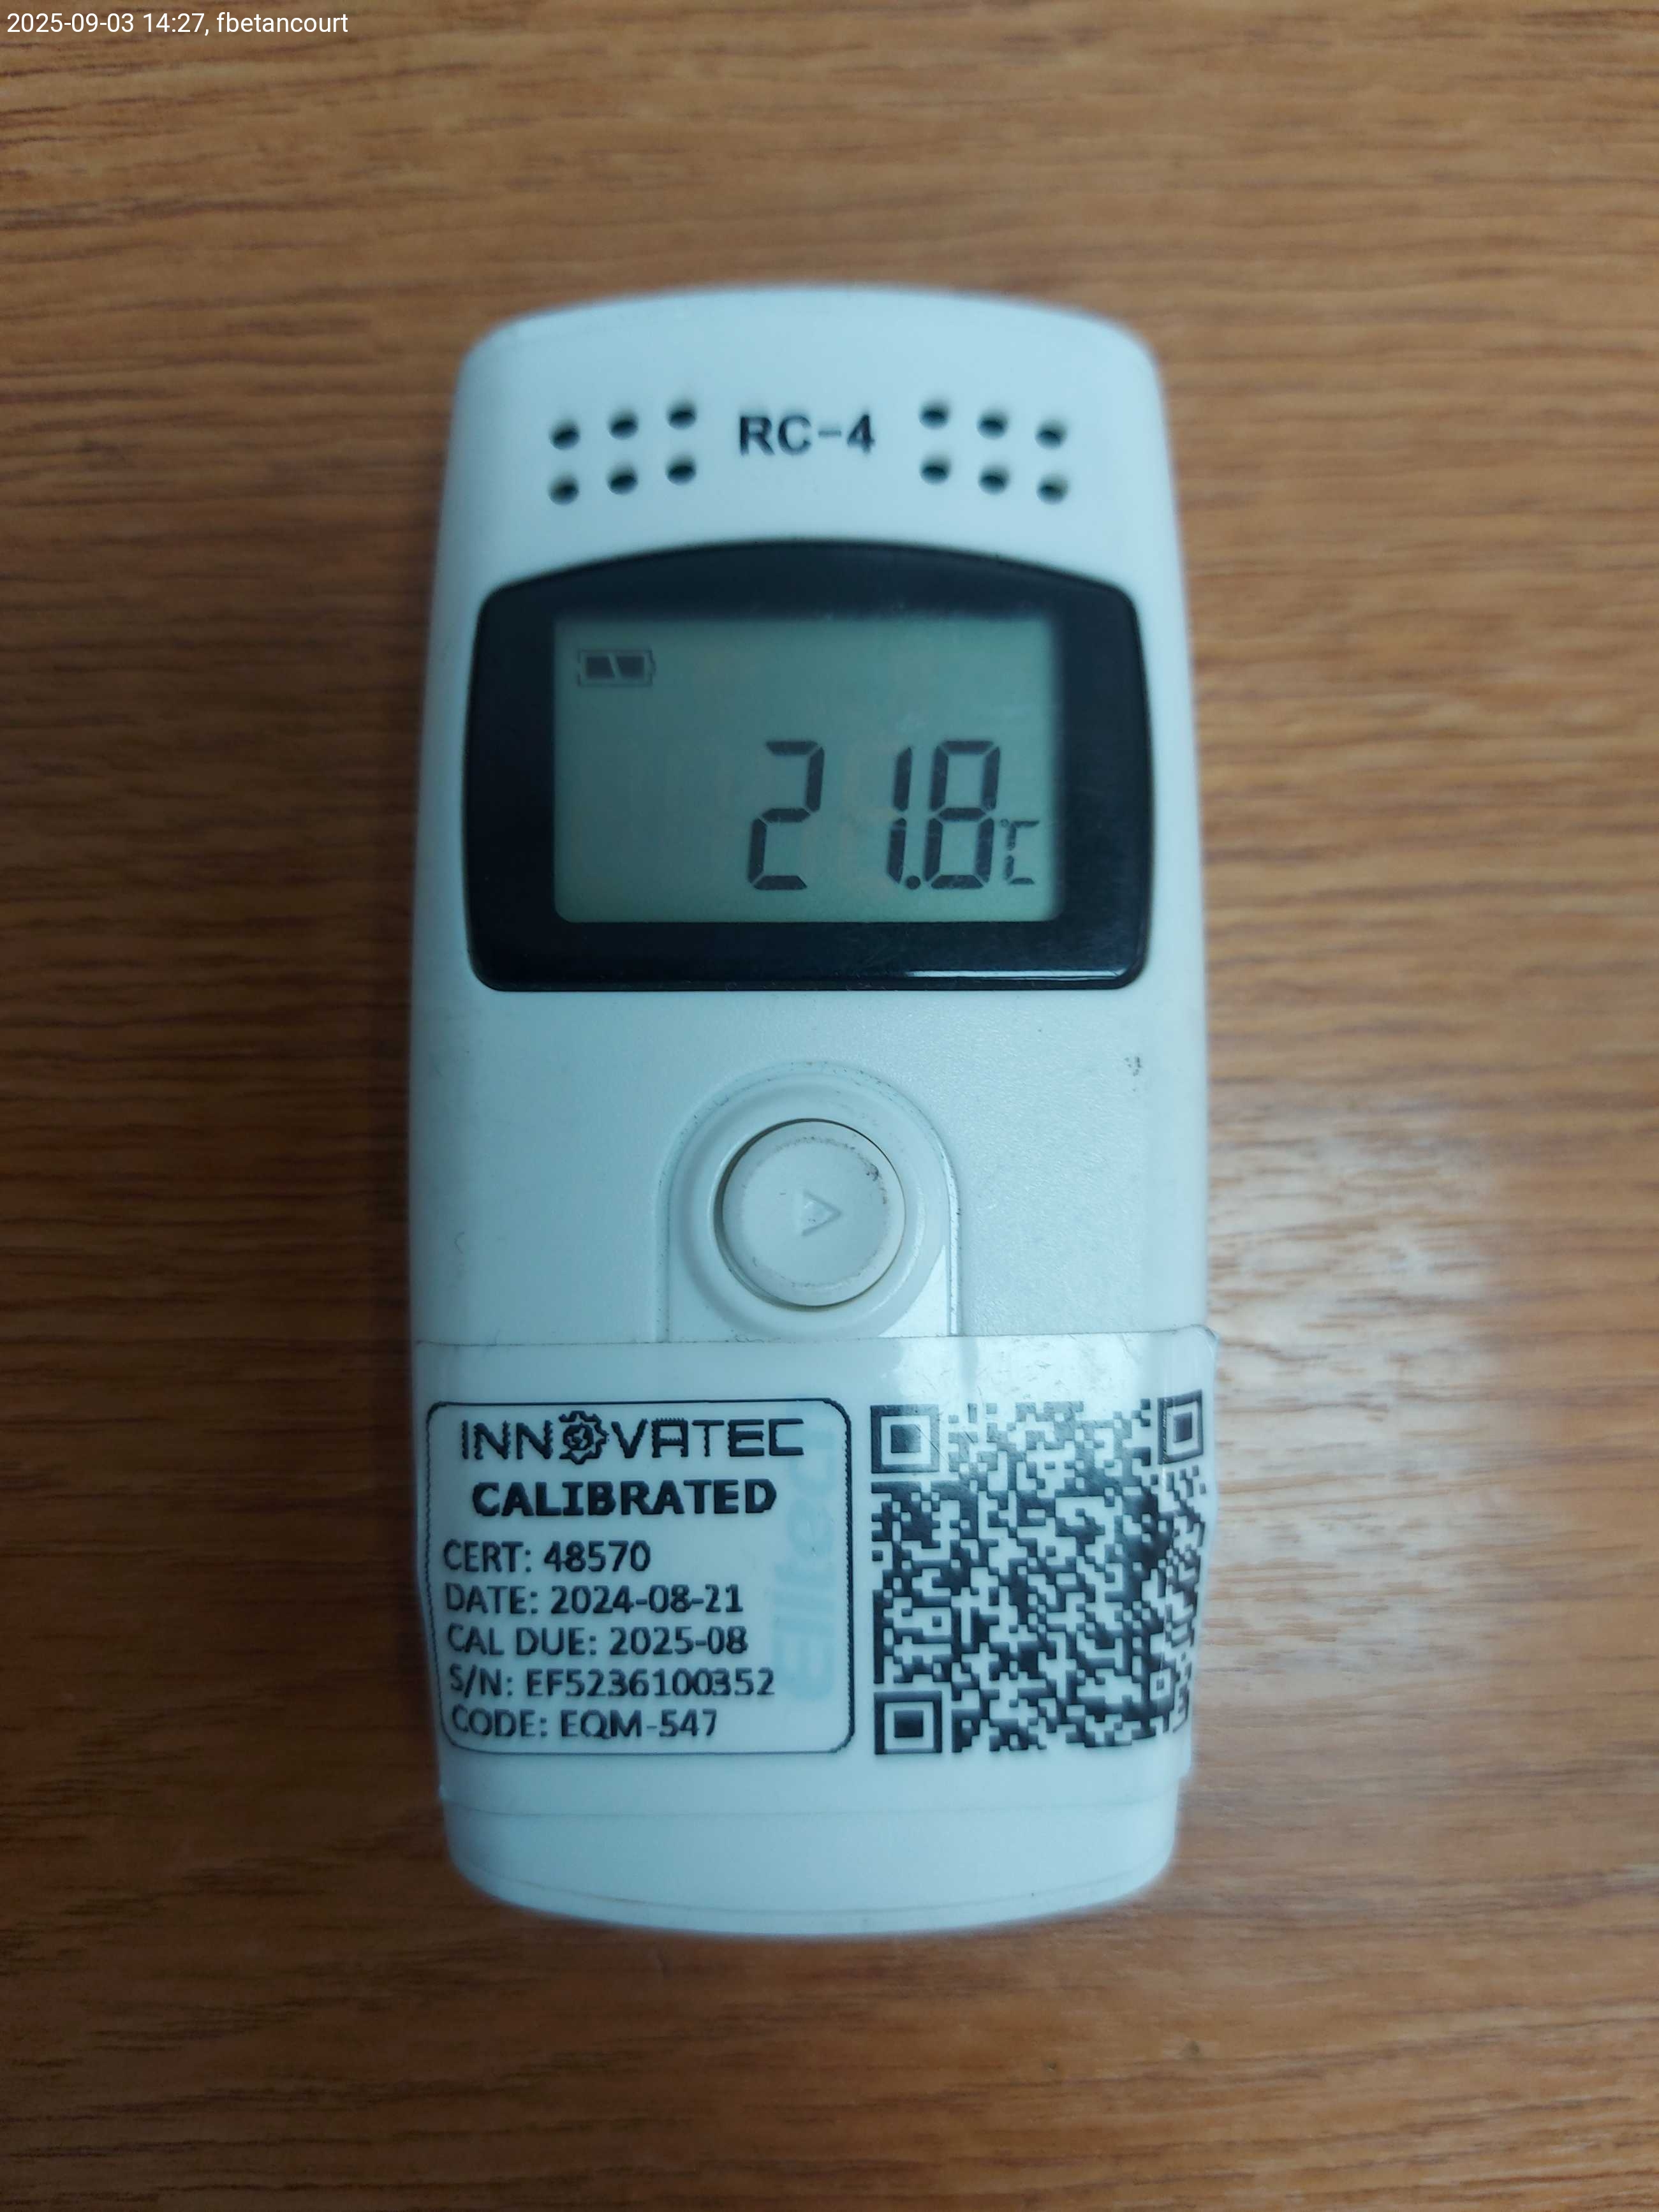 2025-09-03 14:27, fbetancourt
RC-4
21.8°C
INNOVATEC
CALIBRATED
CERT: 48570
DATE: 2024-08-21
CAL DUE: 2025-08
S/N: EF5236100352
CODE: EQM-547
Elitech